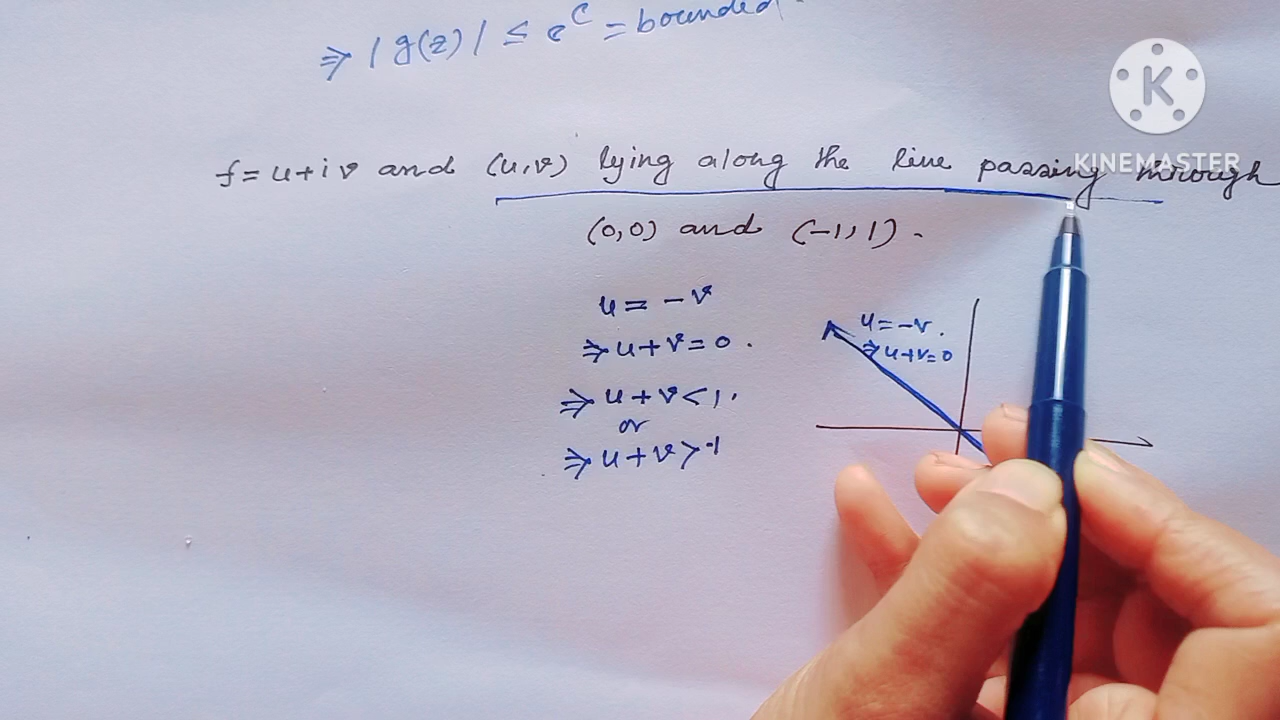 ⇒ |g(z)| ≤ e^c = bounded.
K
KINEMASTER
f = u + i v and (u, v) lying along the line passing through
(0,0) and (-1, 1).
u = - v
⇒ u + v = 0 .
⇒ u + v < 1.
or
⇒ u + v > -1
u = -v.
⇒ u + v = 0